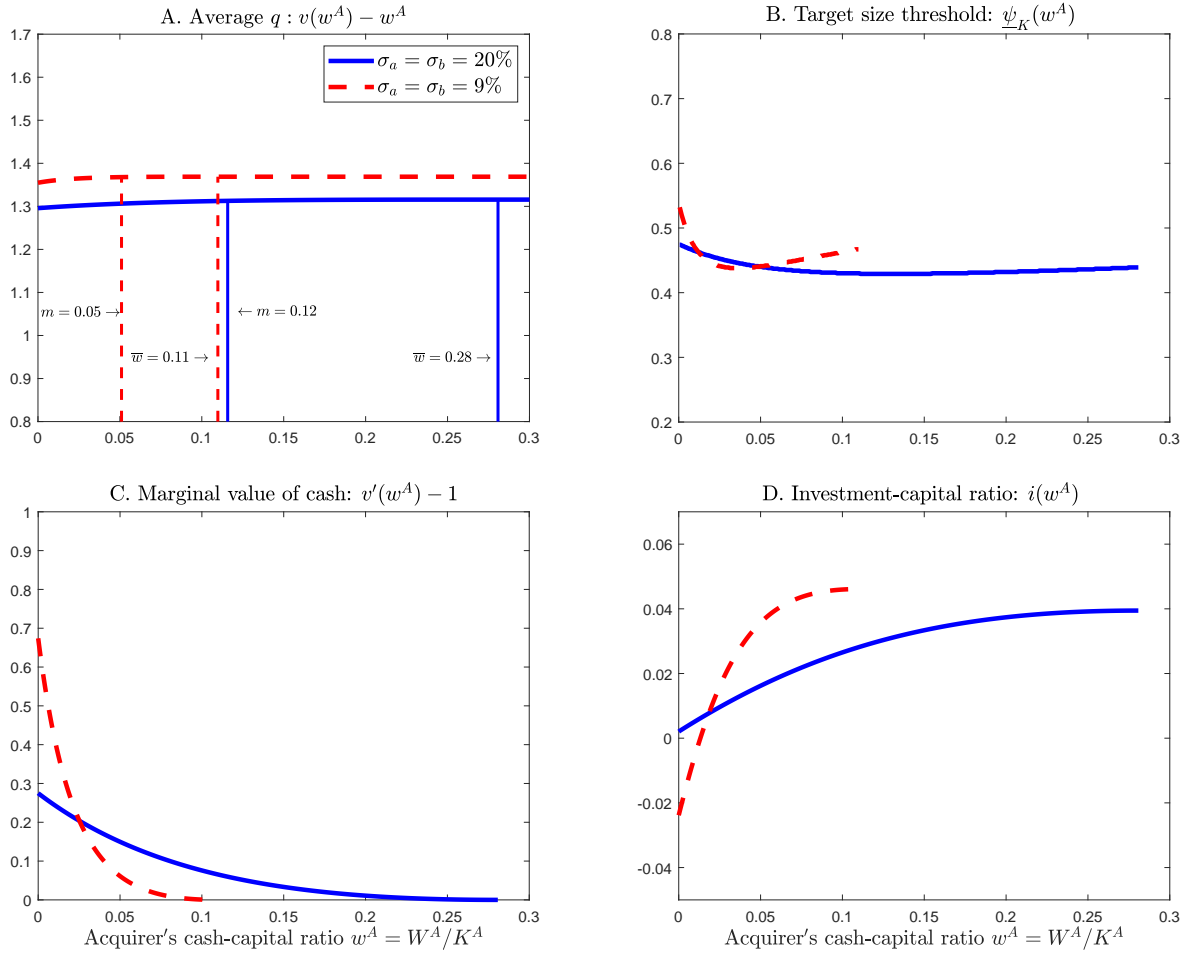 A. Average q : v(w^A) − w^A
σ_a = σ_b = 20%
σ_a = σ_b = 9%
1.7
1.6
1.5
1.4
1.3
1.2
1.1
1
0.9
0.8
m = 0.05 →
← m = 0.12
w̅ = 0.11 →
w̅ = 0.28 →
0 0.05 0.1 0.15 0.2 0.25 0.3
B. Target size threshold: ψ̲_K(w^A)
0.8
0.7
0.6
0.5
0.4
0.3
0.2
0 0.05 0.1 0.15 0.2 0.25 0.3
C. Marginal value of cash: v′(w^A) − 1
1
0.9
0.8
0.7
0.6
0.5
0.4
0.3
0.2
0.1
0
0 0.05 0.1 0.15 0.2 0.25 0.3
Acquirer′s cash-capital ratio w^A = W^A/K^A
D. Investment-capital ratio: i(w^A)
0.06
0.04
0.02
0
-0.02
-0.04
0 0.05 0.1 0.15 0.2 0.25 0.3
Acquirer′s cash-capital ratio w^A = W^A/K^A